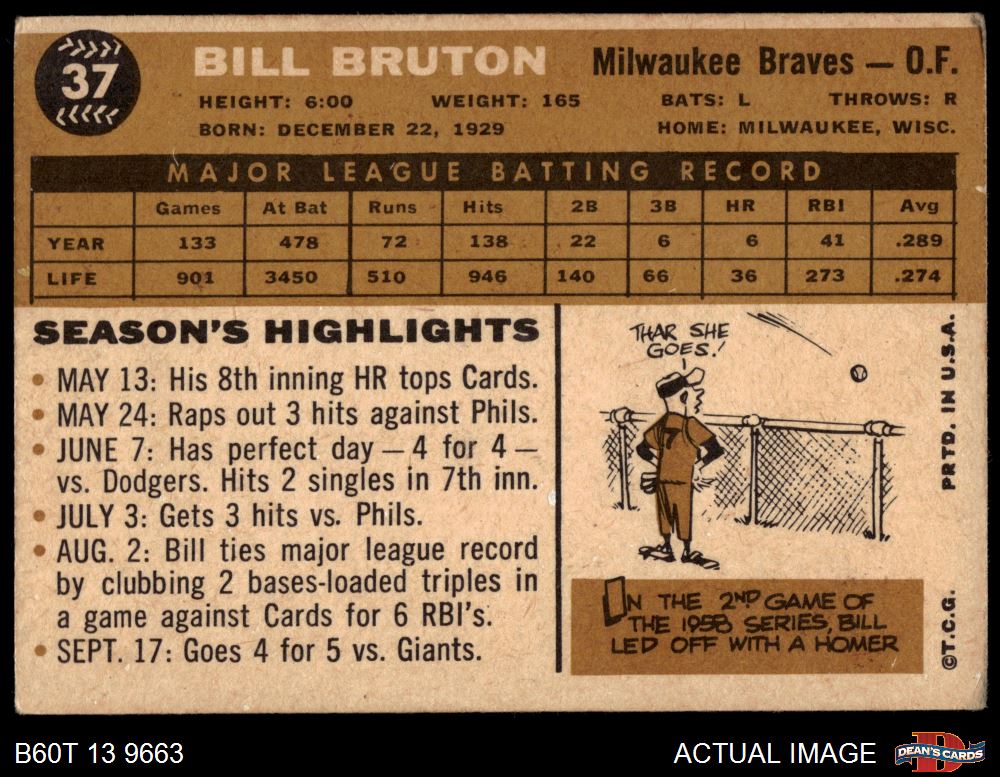 37
BILL BRUTON
Milwaukee Braves — O.F.
HEIGHT: 6:00 WEIGHT: 165 BATS: L THROWS: R
BORN: DECEMBER 22, 1929 HOME: MILWAUKEE, WISC.
MAJOR LEAGUE BATTING RECORD
Games At Bat Runs Hits 2B 3B HR RBI Avg
YEAR 133 478 72 138 22 6 6 41 .289
LIFE 901 3450 510 946 140 66 36 273 .274
SEASON'S HIGHLIGHTS
• MAY 13: His 8th inning HR tops Cards.
• MAY 24: Raps out 3 hits against Phils.
• JUNE 7: Has perfect day — 4 for 4 —
vs. Dodgers. Hits 2 singles in 7th inn.
• JULY 3: Gets 3 hits vs. Phils.
• AUG. 2: Bill ties major league record
by clubbing 2 bases-loaded triples in
a game against Cards for 6 RBI's.
• SEPT. 17: Goes 4 for 5 vs. Giants.
THAR SHE
GOES!
7
IN THE 2ND GAME OF
THE 1958 SERIES, BILL
LED OFF WITH A HOMER
©T.C.G. PRTD. IN U.S.A.
B60T 13 9663
ACTUAL IMAGE
D
DEAN'S CARDS